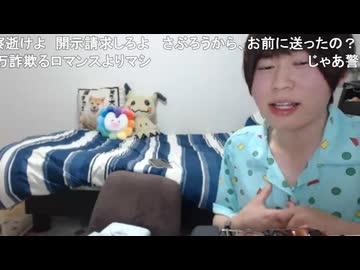 察逝けよ 開示請求しろよ さぶろうから、お前に送ったの?
万詐欺るロマンスよりマシ じゃあ警